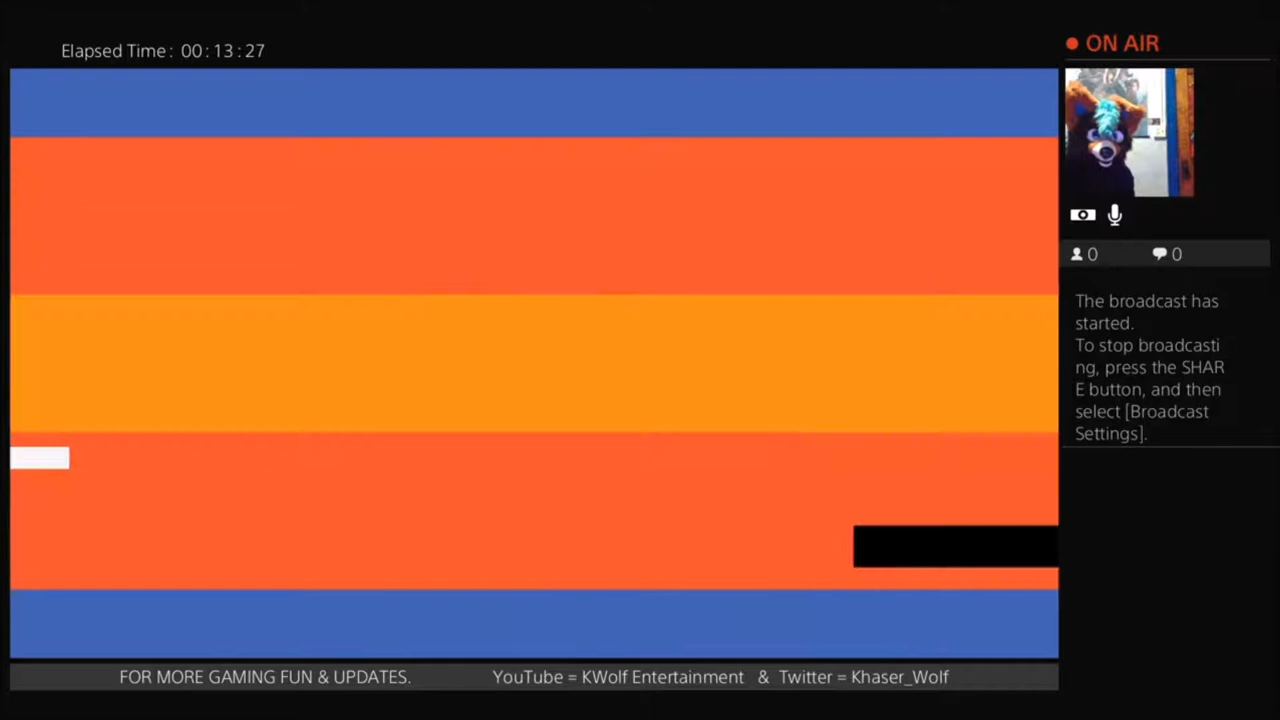 Elapsed Time: 00:13:27
ON AIR
0 0
The broadcast has
started.
To stop broadcasti
ng, press the SHAR
E button, and then
select [Broadcast
Settings].
FOR MORE GAMING FUN & UPDATES. YouTube = KWolf Entertainment & Twitter = Khaser_Wolf